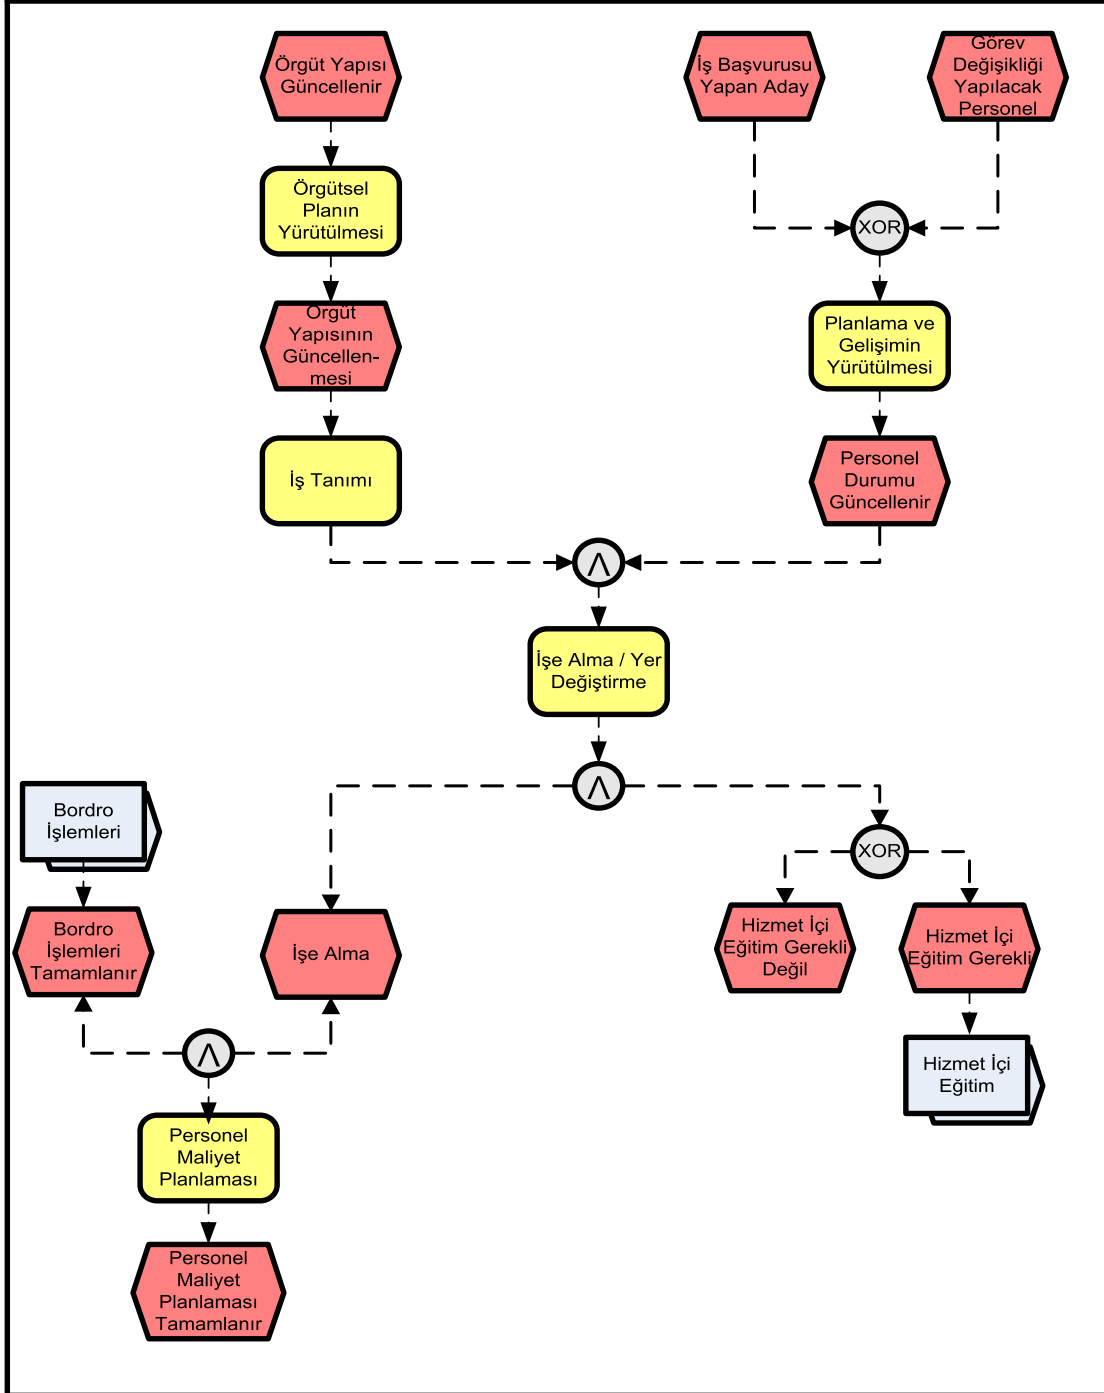 Örgüt Yapısı
Güncellenir
İş Başvurusu
Yapan Aday
Görev
Değişikliği
Yapılacak
Personel
Örgütsel
Planın
Yürütülmesi
XOR
Örgüt
Yapısının
Güncellen-
mesi
Planlama ve
Gelişimin
Yürütülmesi
İş Tanımı
Personel
Durumu
Güncellenir
Λ
İşe Alma / Yer
Değiştirme
Λ
Bordro
İşlemleri
XOR
Bordro
İşlemleri
Tamamlanır
İşe Alma
Hizmet İçi
Eğitim Gerekli
Değil
Hizmet İçi
Eğitim Gerekli
Λ
Hizmet İçi
Eğitim
Personel
Maliyet
Planlaması
Personel
Maliyet
Planlaması
Tamamlanır